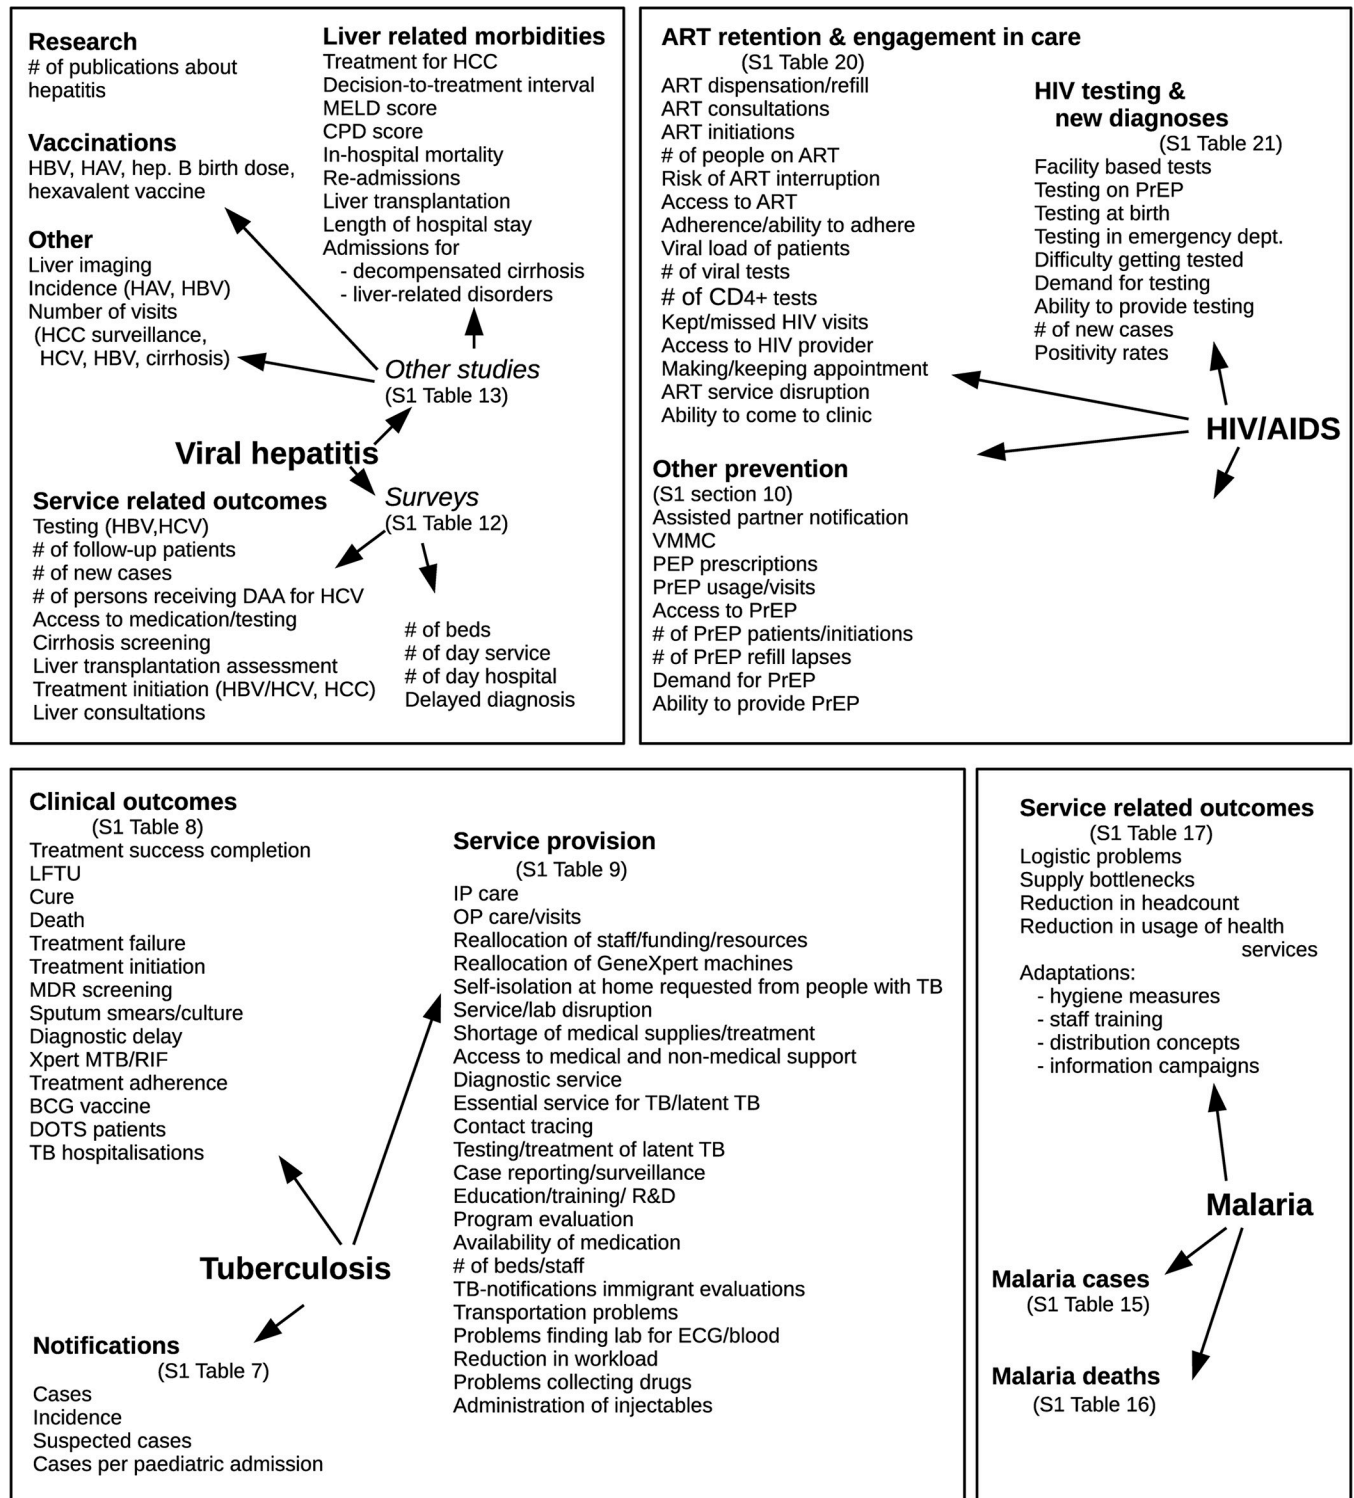 Research
# of publications about
hepatitis
Vaccinations
HBV, HAV, hep. B birth dose,
hexavalent vaccine
Other
Liver imaging
Incidence (HAV, HBV)
Number of visits
(HCC surveillance,
HCV, HBV, cirrhosis)
Liver related morbidities
Treatment for HCC
Decision-to-treatment interval
MELD score
CPD score
In-hospital mortality
Re-admissions
Liver transplantation
Length of hospital stay
Admissions for
- decompensated cirrhosis
- liver-related disorders
Other studies
(S1 Table 13)
Viral hepatitis
Surveys
(S1 Table 12)
Service related outcomes
Testing (HBV,HCV)
# of follow-up patients
# of new cases
# of persons receiving DAA for HCV
Access to medication/testing
Cirrhosis screening
Liver transplantation assessment
Treatment initiation (HBV/HCV, HCC)
Liver consultations
# of beds
# of day service
# of day hospital
Delayed diagnosis
ART retention & engagement in care
(S1 Table 20)
ART dispensation/refill
ART consultations
ART initiations
# of people on ART
Risk of ART interruption
Access to ART
Adherence/ability to adhere
Viral load of patients
# of viral tests
# of CD4+ tests
Kept/missed HIV visits
Access to HIV provider
Making/keeping appointment
ART service disruption
Ability to come to clinic
HIV testing &
new diagnoses
(S1 Table 21)
Facility based tests
Testing on PrEP
Testing at birth
Testing in emergency dept.
Difficulty getting tested
Demand for testing
Ability to provide testing
# of new cases
Positivity rates
HIV/AIDS
Other prevention
(S1 section 10)
Assisted partner notification
VMMC
PEP prescriptions
PrEP usage/visits
Access to PrEP
# of PrEP patients/initiations
# of PrEP refill lapses
Demand for PrEP
Ability to provide PrEP
Clinical outcomes
(S1 Table 8)
Treatment success completion
LFTU
Cure
Death
Treatment failure
Treatment initiation
MDR screening
Sputum smears/culture
Diagnostic delay
Xpert MTB/RIF
Treatment adherence
BCG vaccine
DOTS patients
TB hospitalisations
Tuberculosis
Notifications
(S1 Table 7)
Cases
Incidence
Suspected cases
Cases per paediatric admission
Service provision
(S1 Table 9)
IP care
OP care/visits
Reallocation of staff/funding/resources
Reallocation of GeneXpert machines
Self-isolation at home requested from people with TB
Service/lab disruption
Shortage of medical supplies/treatment
Access to medical and non-medical support
Diagnostic service
Essential service for TB/latent TB
Contact tracing
Testing/treatment of latent TB
Case reporting/surveillance
Education/training/ R&D
Program evaluation
Availability of medication
# of beds/staff
TB-notifications immigrant evaluations
Transportation problems
Problems finding lab for ECG/blood
Reduction in workload
Problems collecting drugs
Administration of injectables
Service related outcomes
(S1 Table 17)
Logistic problems
Supply bottlenecks
Reduction in headcount
Reduction in usage of health
services
Adaptations:
- hygiene measures
- staff training
- distribution concepts
- information campaigns
Malaria
Malaria cases
(S1 Table 15)
Malaria deaths
(S1 Table 16)